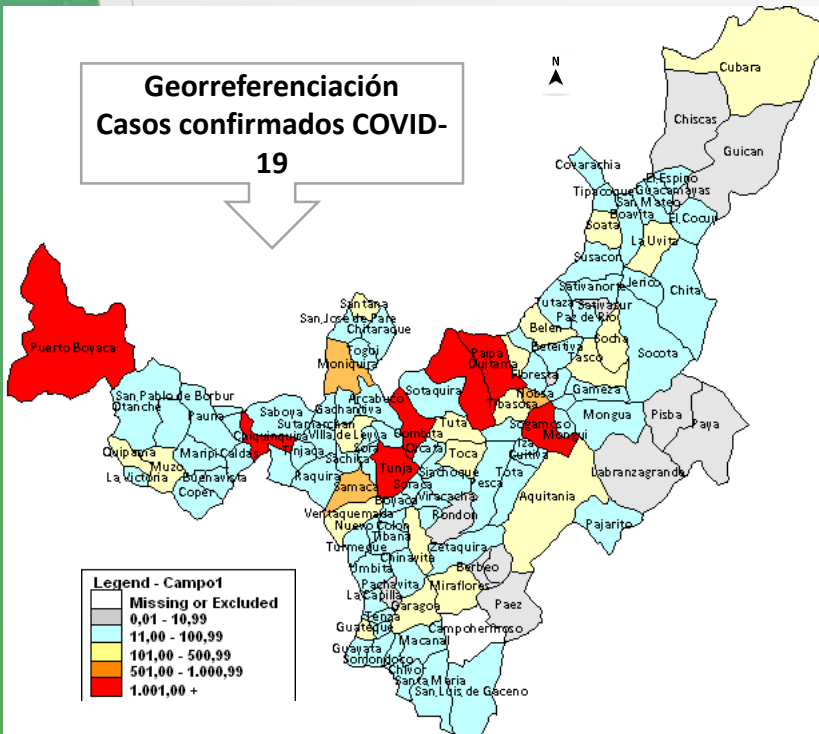 Georreferenciación
Casos confirmados COVID-
19
N
Cubara
Chiscas
Guican
Covarachia
El Espino
Tipacoque
Guacamayas
San Mateo
Boavita
El Cocuy
Soata
La Uvita
Susacon
Jerico
Chita
Sativanorte
Sativasur
Tutaza
Paz de Rio
Socha
Belen
Beteitiva
Tasco
Socota
Santana
San Jose de Pare
Chitaraque
Togui
Moniquira
Puerto Boyaca
Paipa
Duitama
Floresta
Gameza
Sotaquira
Arcabuco
Nobsa
Tibasosa
Mongua
Pisba
Paya
San Pablo de Borbur
Otanche
Pauna
Saboya
Gachantiva
Sutamarchan
Villa de Leyva
Combita
Tuta
Sogamoso
Mongui
Chiquinquira
Tinjada
Sora
Oicata
Toca
Iza
Cuitiva
Labranzagrande
Quipama
Muzo
Maripi
Caldas
Sachica
Tunja
Siachoque
Tota
Pesca
Aquitania
La Victoria
Buenavista
Raquira
Samaca
Soraca
Coper
Boyaca
Viracacha
Ventaquemada
Rondon
Pajarito
Nuevo Colon
Tibana
Turmeque
Zetaquira
Chinavita
Umbita
Berbeo
Pachavita
Miraflores
La Capilla
Garagoa
Paez
Tenza
Guateque
Campohermoso
Guayata
Macanal
Somondoco
Chivor
Santa Maria
San Luis de Gaceno
Legend - Campo1
Missing or Excluded
0,01 - 10,99
11,00 - 100,99
101,00 - 500,99
501,00 - 1.000,99
1.001,00 +